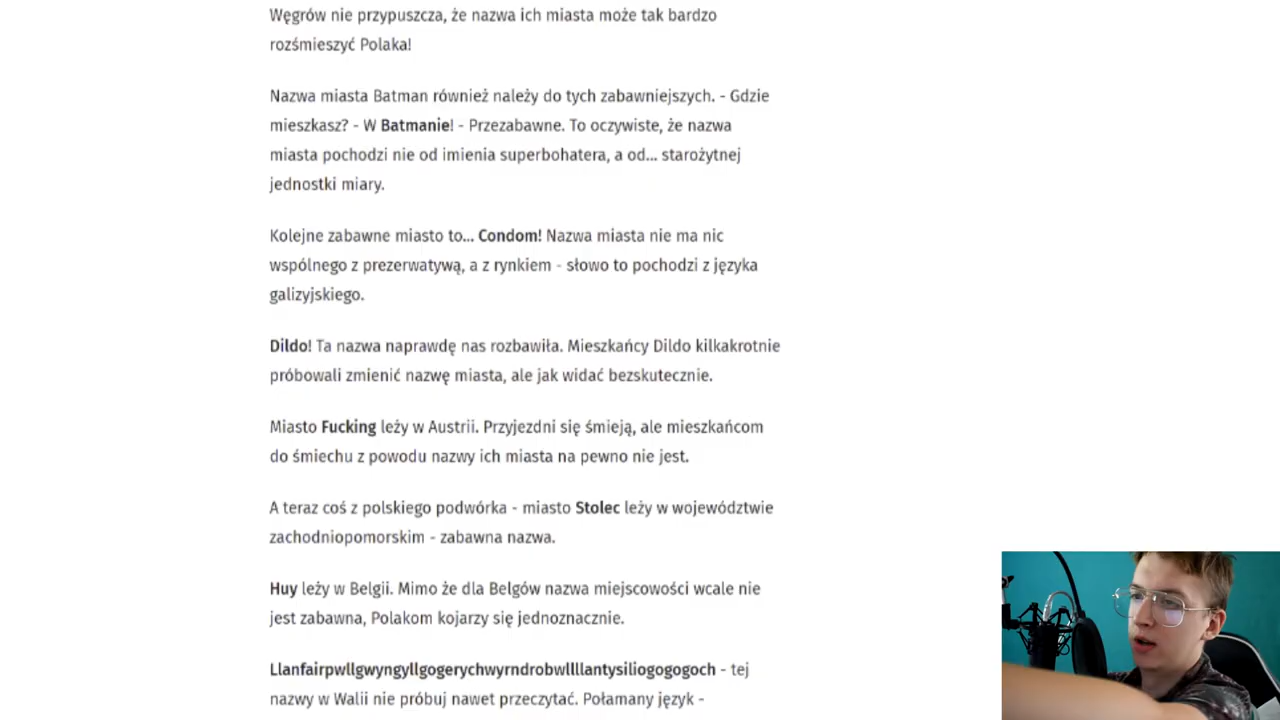 Węgrów nie przypuszcza, że nazwa ich miasta może tak bardzo
rozśmieszyć Polaka!
Nazwa miasta Batman również należy do tych zabawniejszych. - Gdzie
mieszkasz? - W Batmanie! - Przezabawne. To oczywiste, że nazwa
miasta pochodzi nie od imienia superbohatera, a od... starożytnej
jednostki miary.
Kolejne zabawne miasto to... Condom! Nazwa miasta nie ma nic
wspólnego z prezerwatywą, a z rynkiem - słowo to pochodzi z języka
galizyjskiego.
Dildo! Ta nazwa naprawdę nas rozbawiła. Mieszkańcy Dildo kilkakrotnie
próbowali zmienić nazwę miasta, ale jak widać bezskutecznie.
Miasto Fucking leży w Austrii. Przyjezdni się śmieją, ale mieszkańcom
do śmiechu z powodu nazwy ich miasta na pewno nie jest.
A teraz coś z polskiego podwórka - miasto Stolec leży w województwie
zachodniopomorskim - zabawna nazwa.
Huy leży w Belgii. Mimo że dla Belgów nazwa miejscowości wcale nie
jest zabawna, Polakom kojarzy się jednoznacznie.
Llanfairpwllgwyngyllgogerychwyrndrobwllllantysiliogogogoch - tej
nazwy w Walii nie próbuj nawet przeczytać. Połamany język -